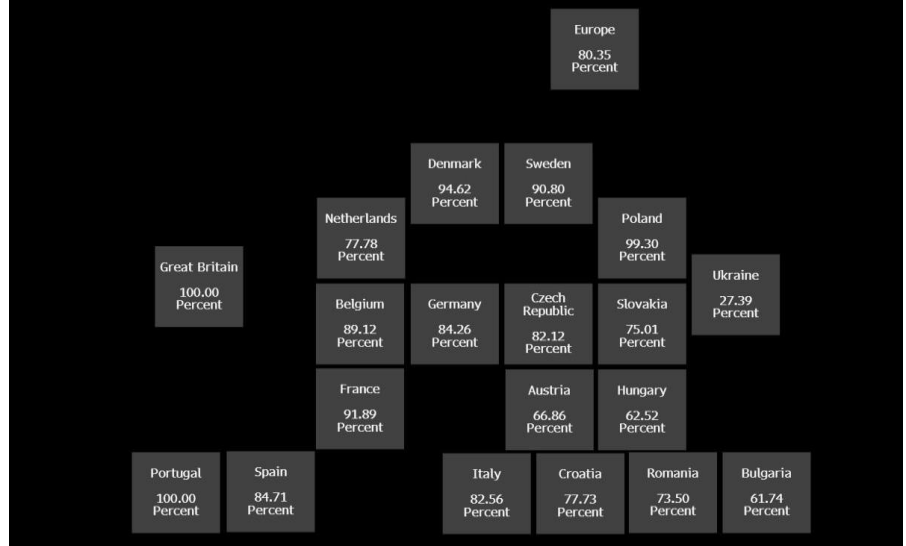 Europe
80.35
Percent
Denmark
94.62
Percent
Sweden
90.80
Percent
Netherlands
77.78
Percent
Poland
99.30
Percent
Great Britain
100.00
Percent
Ukraine
27.39
Percent
Belgium
89.12
Percent
Germany
84.26
Percent
Czech
Republic
82.12
Percent
Slovakia
75.01
Percent
France
91.89
Percent
Austria
66.86
Percent
Hungary
62.52
Percent
Portugal
100.00
Percent
Spain
84.71
Percent
Italy
82.56
Percent
Croatia
77.73
Percent
Romania
73.50
Percent
Bulgaria
61.74
Percent